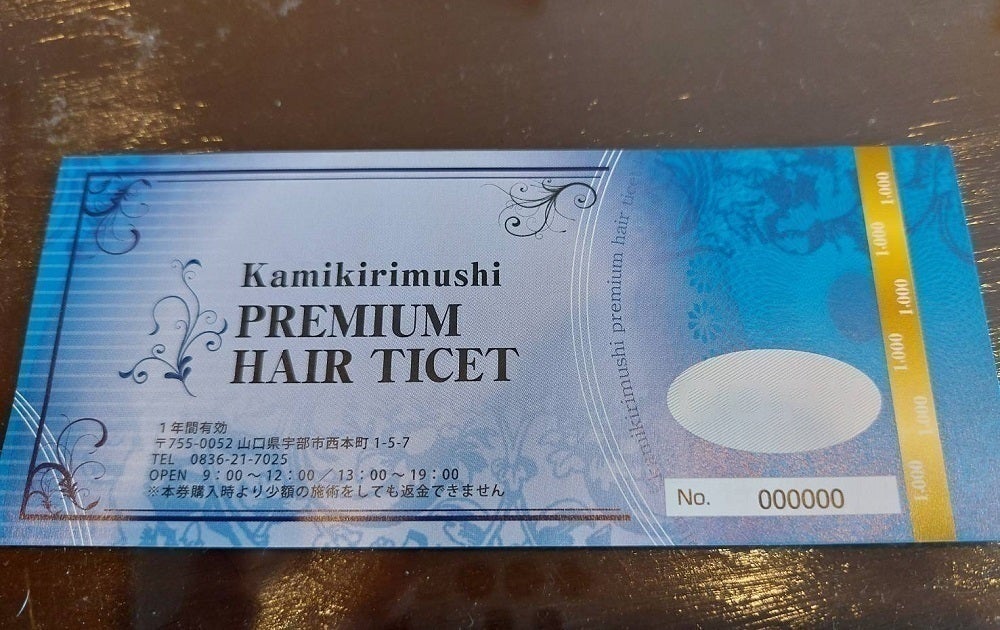 Kamikirimushi
PREMIUM
HAIR TICET
1年間有効
〒755-0052 山口県宇部市西本町 1-5-7
TEL 0836-21-7025
OPEN 9：00～12：00／13：00～19：00
※本券購入時より少額の施術をしても返金できません
Kamikirimushi premium hair tice
No. 000000
1.000
1.000
1.000
1.000
1.000
1.000